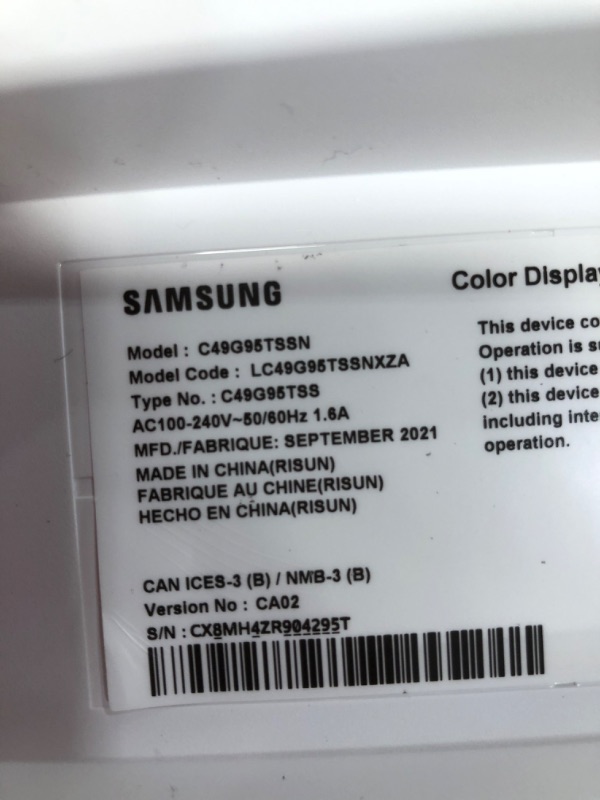 SAMSUNG
Model : C49G95TSSN
Model Code : LC49G95TSSNXZA
Type No. : C49G95TSS
AC100-240V~50/60Hz 1.6A
MFD./FABRIQUE: SEPTEMBER 2021
MADE IN CHINA(RISUN)
FABRIQUE AU CHINE(RISUN)
HECHO EN CHINA(RISUN)
CAN ICES-3 (B) / NMB-3 (B)
Version No : CA02
S/N : CX8MH4ZR904295T
Color Display
This device co
Operation is su
(1) this device
(2) this device
including inte
operation.